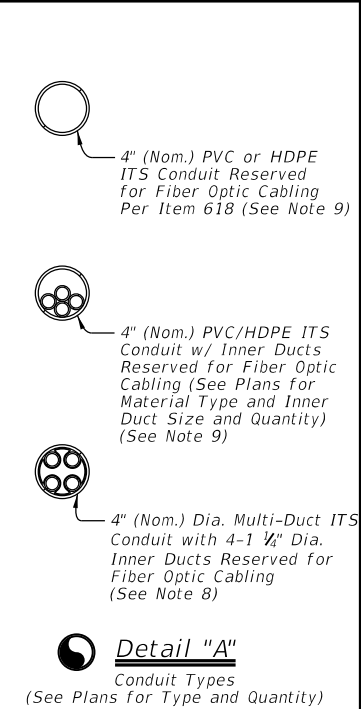 4" (Nom.) PVC or HDPE
ITS Conduit Reserved
for Fiber Optic Cabling
Per Item 618 (See Note 9)
4" (Nom.) PVC/HDPE ITS
Conduit w/ Inner Ducts
Reserved for Fiber Optic
Cabling (See Plans for
Material Type and Inner
Duct Size and Quantity)
(See Note 9)
4" (Nom.) Dia. Multi-Duct ITS
Conduit with 4-1 ¼" Dia.
Inner Ducts Reserved for
Fiber Optic Cabling
(See Note 8)
Detail "A"
Conduit Types
(See Plans for Type and Quantity)